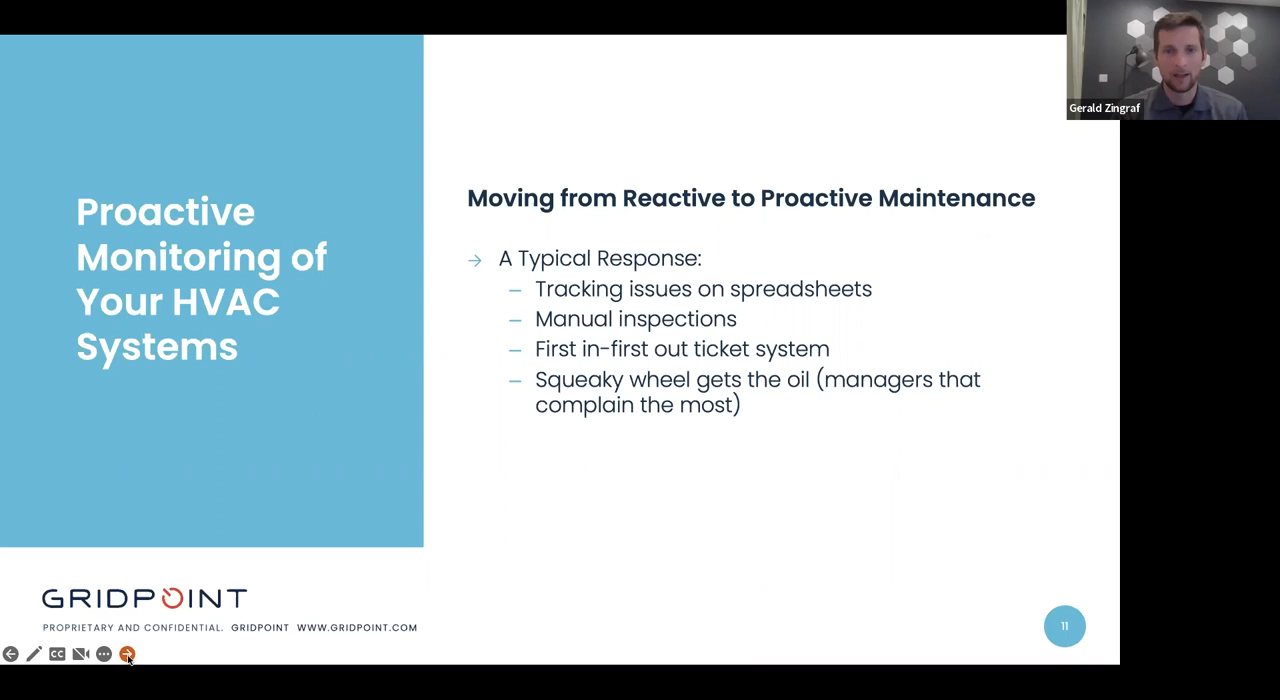 Gerald Zingraf
Proactive
Monitoring of
Your HVAC
Systems
Moving from Reactive to Proactive Maintenance
→ A Typical Response:
– Tracking issues on spreadsheets
– Manual inspections
– First in-first out ticket system
– Squeaky wheel gets the oil (managers that
complain the most)
GRIDPOINT
PROPRIETARY AND CONFIDENTIAL. GRIDPOINT WWW.GRIDPOINT.COM
11
CC